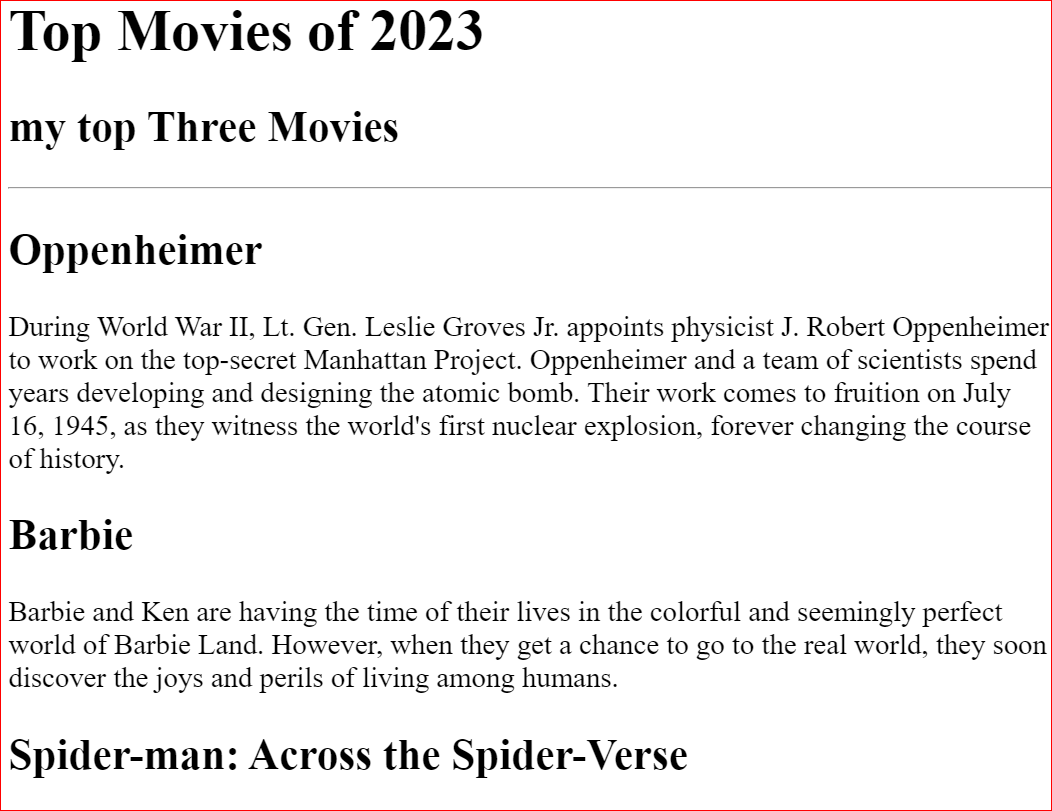 Top Movies of 2023
my top Three Movies
Oppenheimer
During World War II, Lt. Gen. Leslie Groves Jr. appoints physicist J. Robert Oppenheimer
to work on the top-secret Manhattan Project. Oppenheimer and a team of scientists spend
years developing and designing the atomic bomb. Their work comes to fruition on July
16, 1945, as they witness the world's first nuclear explosion, forever changing the course
of history.
Barbie
Barbie and Ken are having the time of their lives in the colorful and seemingly perfect
world of Barbie Land. However, when they get a chance to go to the real world, they soon
discover the joys and perils of living among humans.
Spider-man: Across the Spider-Verse